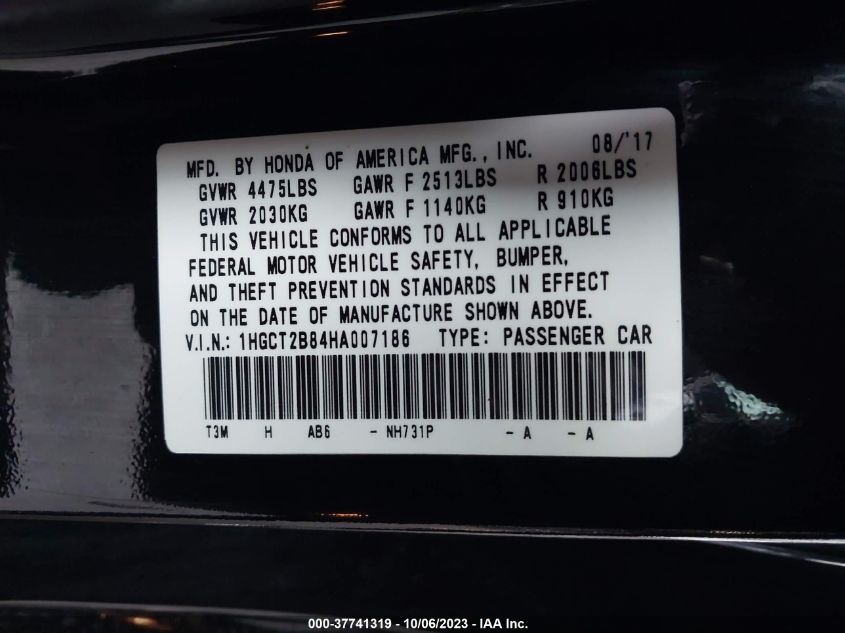 MFD. BY HONDA OF AMERICA MFG., INC. 08/'17
GVWR 4475LBS GAWR F 2513LBS R 2006LBS
GVWR 2030KG GAWR F 1140KG R 910KG
THIS VEHICLE CONFORMS TO ALL APPLICABLE
FEDERAL MOTOR VEHICLE SAFETY, BUMPER,
AND THEFT PREVENTION STANDARDS IN EFFECT
ON THE DATE OF MANUFACTURE SHOWN ABOVE.
V.I.N.: 1HGCT2B84HA007186 TYPE: PASSENGER CAR
T3M H AB6 - NH731P - A - A
000-37741319 - 10/06/2023 - IAA Inc.